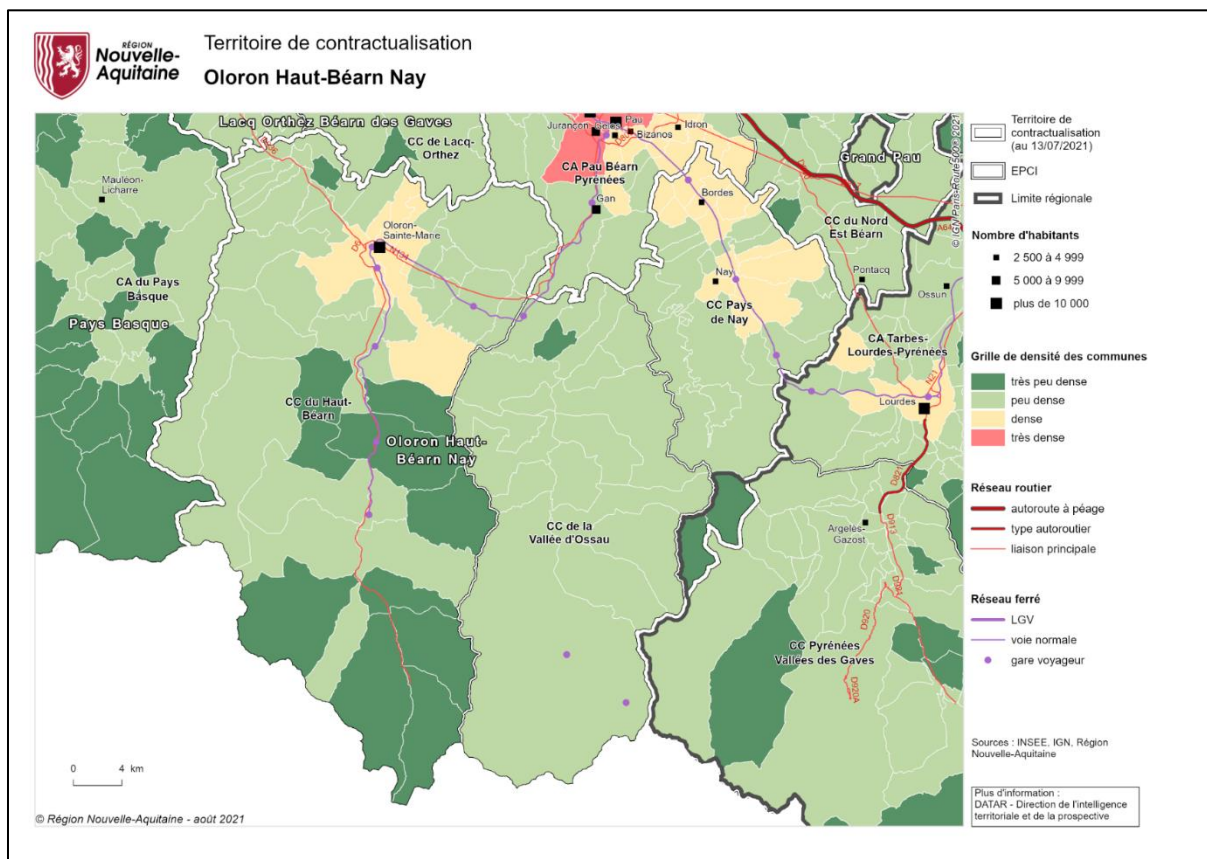 RÉGION
Nouvelle-
Aquitaine
Territoire de contractualisation
Oloron Haut-Béarn Nay
Lacq Orthez Béarn des Gaves
CC de Lacq-
Orthez
Jurançon
Gelos
Pau
Bizanos
Idron
CA Pau Béarn
Pyrénées
Gan
Grand Pau
Mauléon-
Licharre
Oloron-
Sainte-Marie
N134
Bordes
CC du Nord
Est Béarn
A64
Pontacq
Ossun
Nay
CC Pays
de Nay
CA du Pays
Basque
Pays Basque
CA Tarbes-
Lourdes-Pyrénées
N21
Lourdes
CC du Haut-
Béarn
Oloron Haut-
Béarn Nay
CC de la
Vallée d'Ossau
D821
Argelès-
Gazost
D913
D920
CC Pyrénées
Vallées des Gaves
D920A
0 4 km
© Région Nouvelle-Aquitaine - août 2021
Territoire de
contractualisation
(au 13/07/2021)
EPCI
Limite régionale
Nombre d'habitants
2 500 à 4 999
5 000 à 9 999
plus de 10 000
Grille de densité des communes
très peu dense
peu dense
dense
très dense
Réseau routier
autoroute à péage
type autoroutier
liaison principale
Réseau ferré
LGV
voie normale
gare voyageur
Sources : INSEE, IGN, Région
Nouvelle-Aquitaine
Plus d'information :
DATAR - Direction de l'intelligence
territoriale et de la prospective